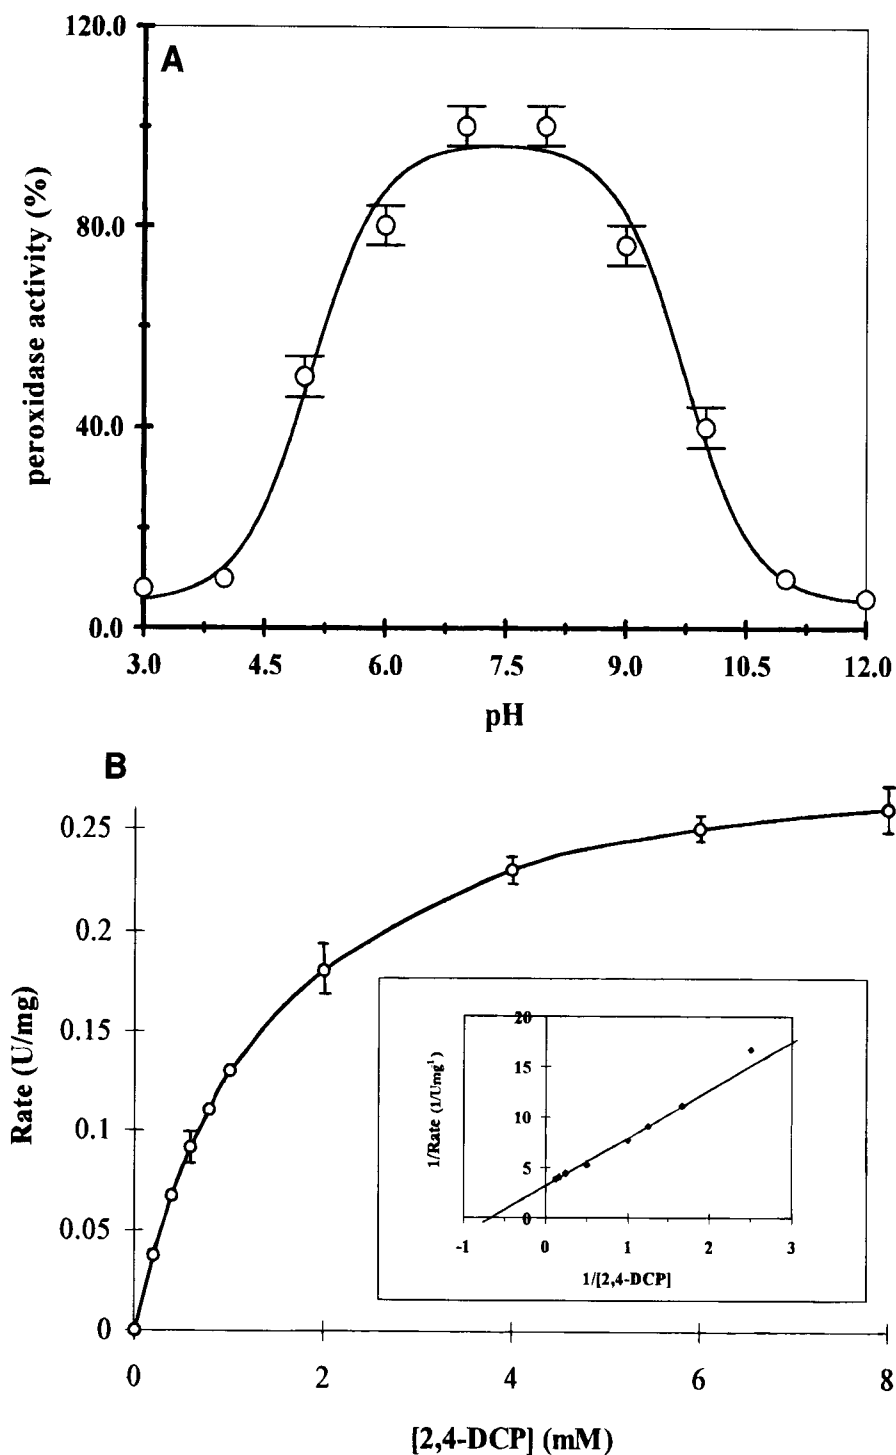 A
120.0
80.0
40.0
0.0
peroxidase activity (%)
3.0 4.5 6.0 7.5 9.0 10.5 12.0
pH
B
0.25
0.2
0.15
0.1
0.05
0
Rate (U/mg)
0 2 4 6 8
[2,4-DCP] (mM)
20
15
10
5
0
1/Rate (1/Umg¹)
-1 0 1 2 3
1/[2,4-DCP]